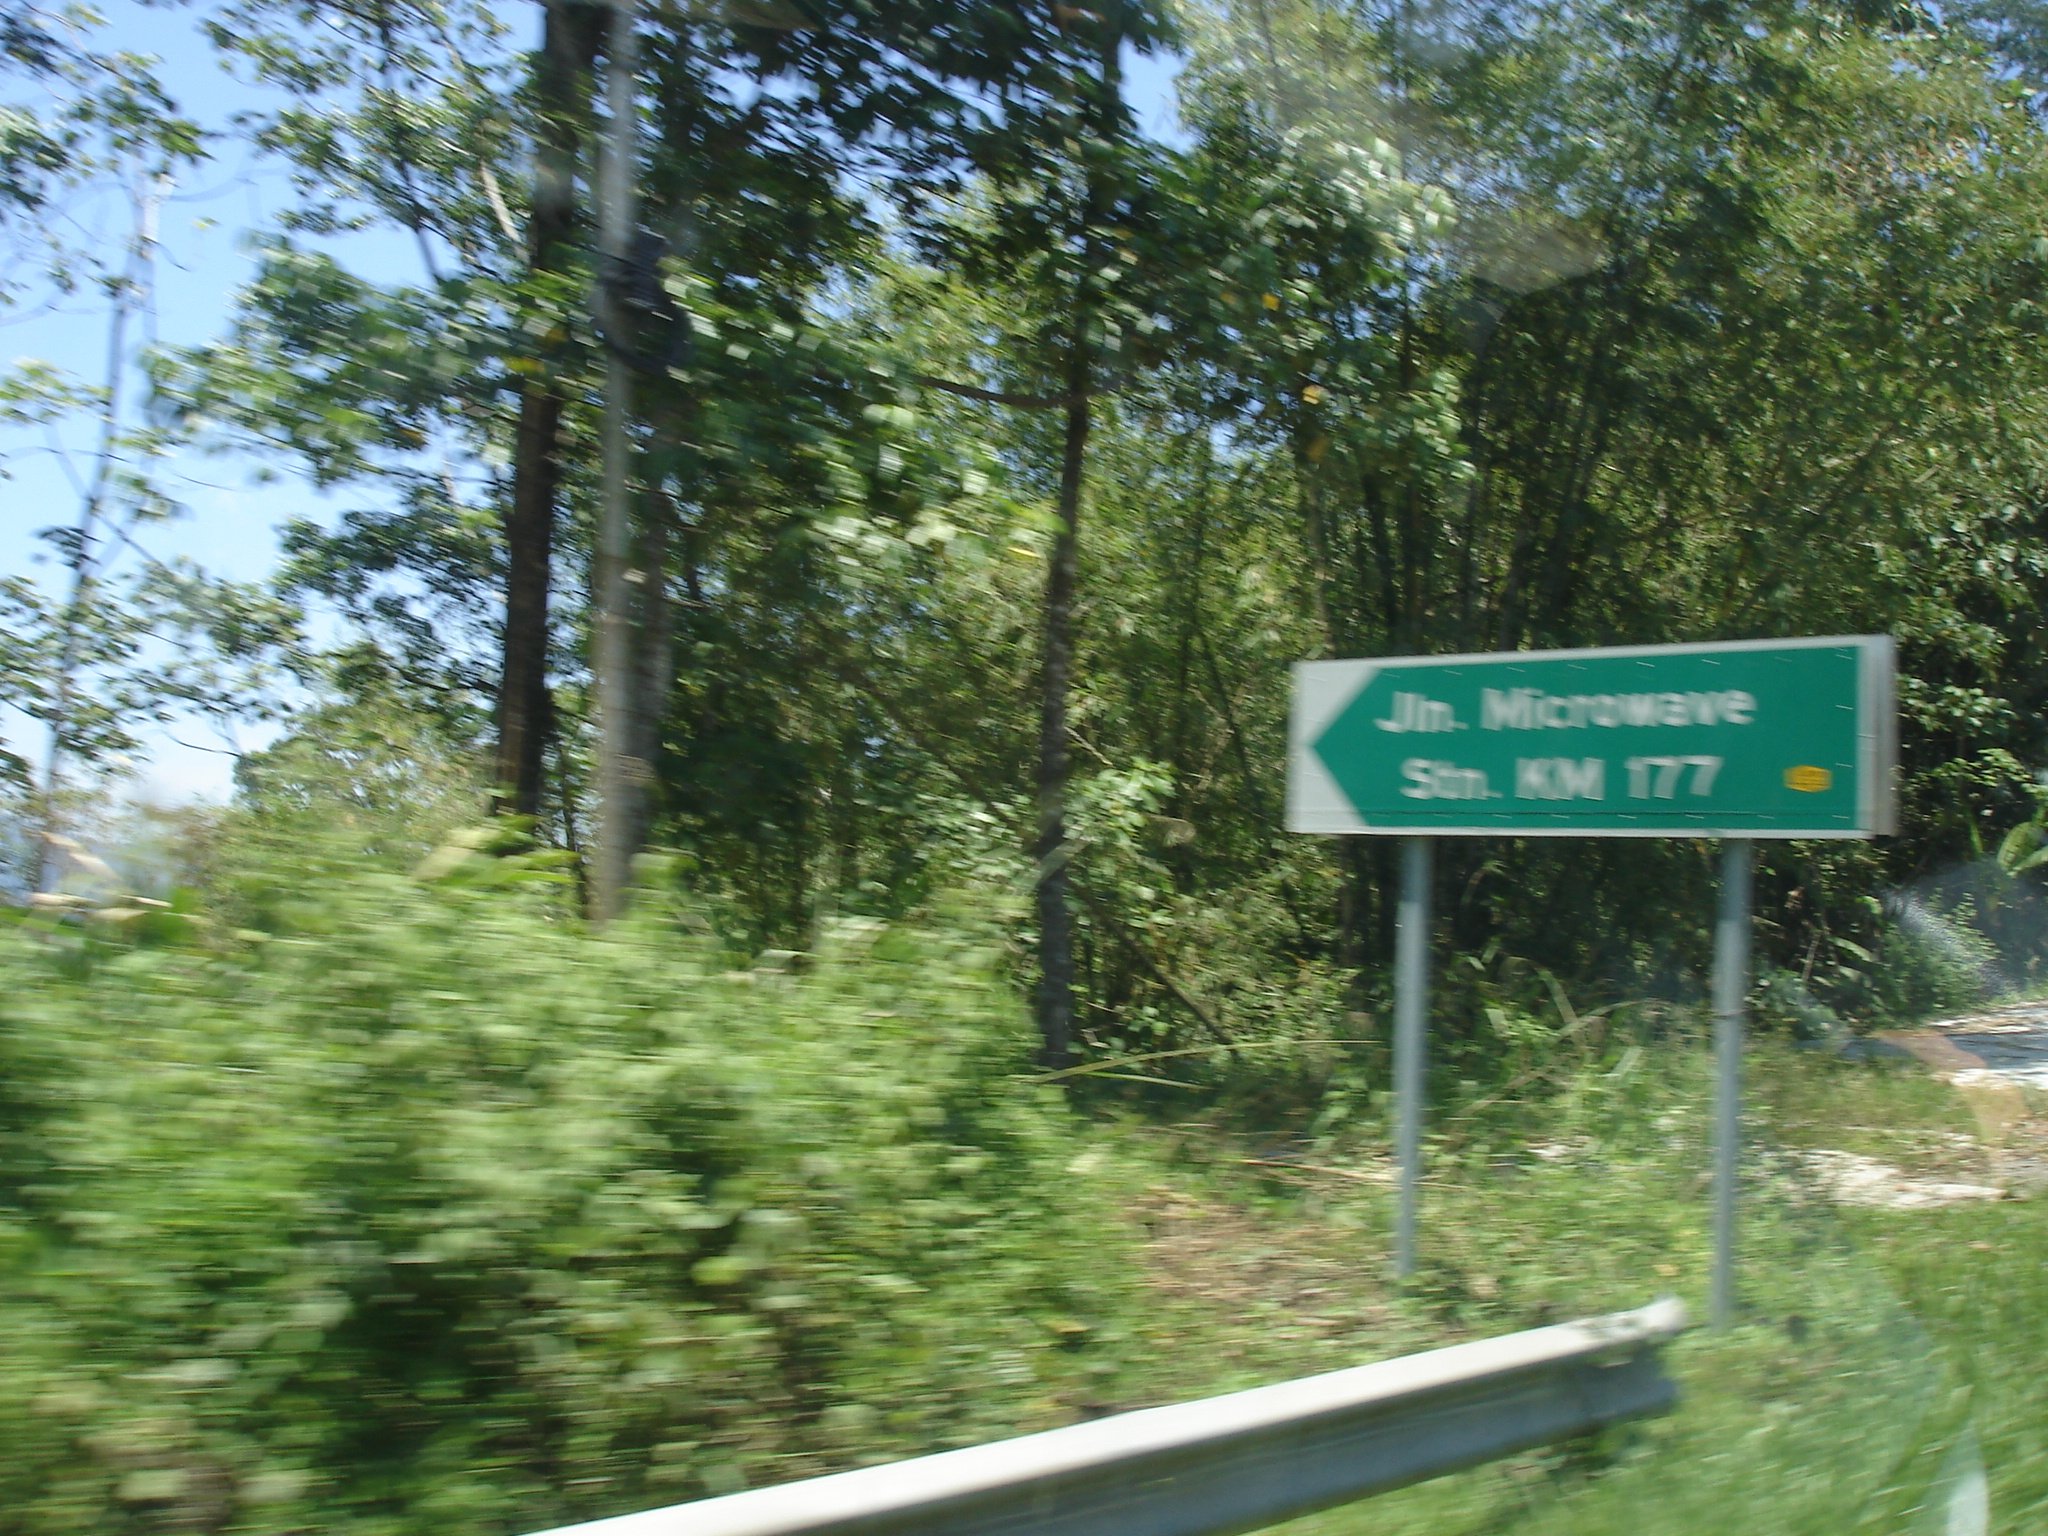 Jln. Microwave
Stn. KM 177